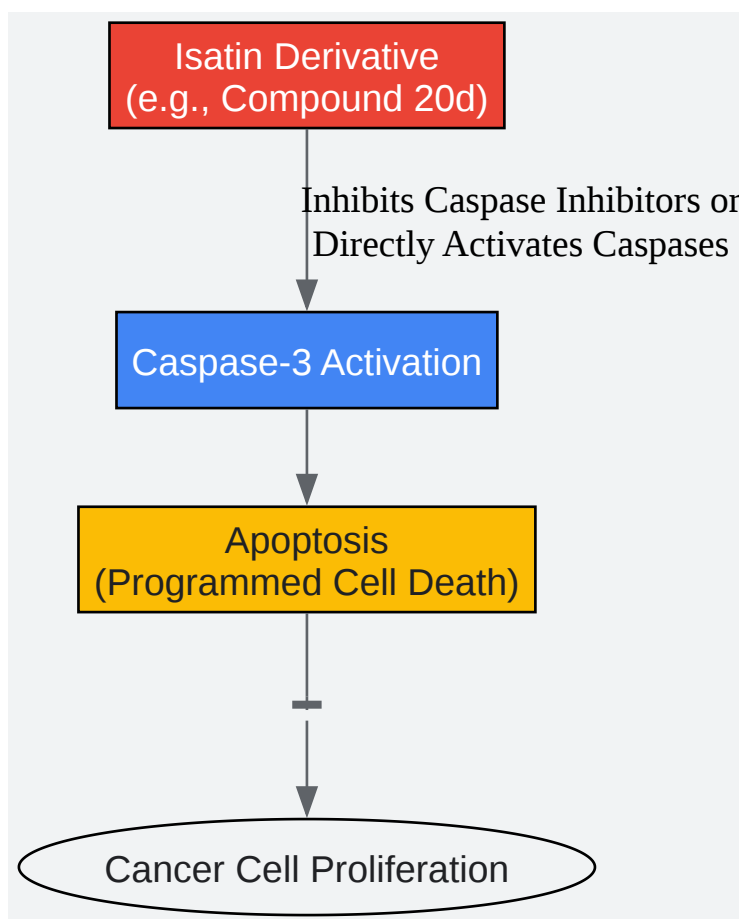 Isatin Derivative
(e.g., Compound 20d)
Inhibits Caspase Inhibitors or
Directly Activates Caspases
Caspase-3 Activation
Apoptosis
(Programmed Cell Death)
Cancer Cell Proliferation